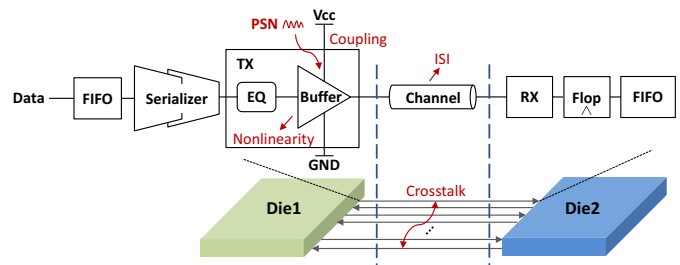 PSN
Vcc
Coupling
TX
ISI
Data
FIFO
Serializer
EQ
Buffer
Channel
RX
Flop
FIFO
Nonlinearity
GND
Crosstalk
Die1
...
Die2